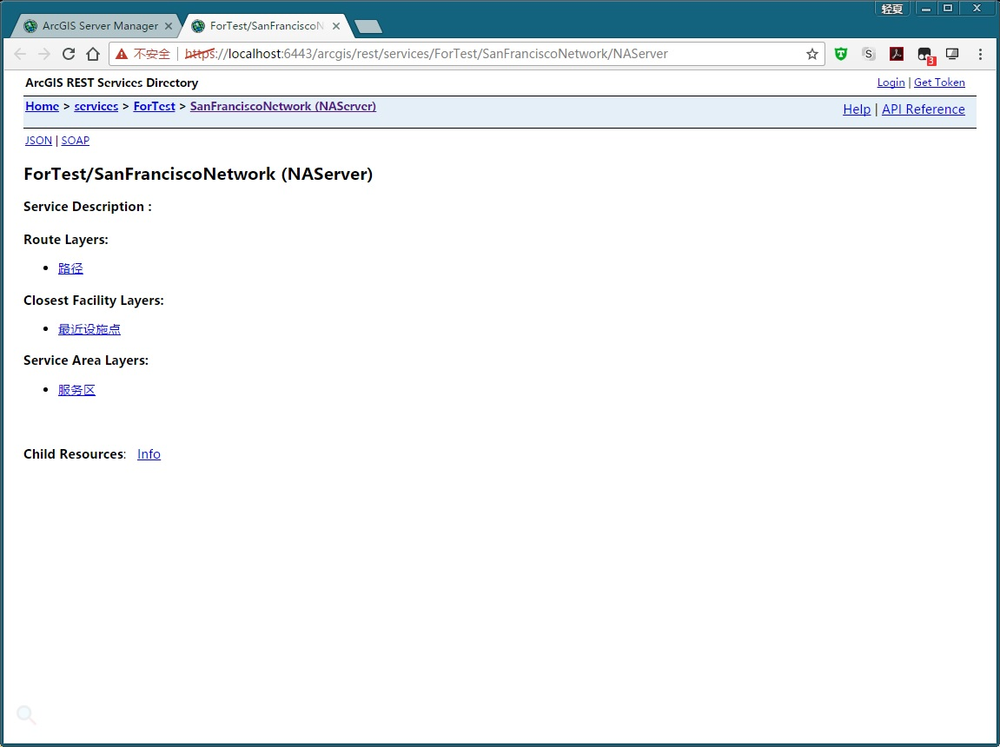 轻夏
ArcGIS Server Manager
ForTest/SanFranciscoN
不安全 https://localhost:6443/arcgis/rest/services/ForTest/SanFranciscoNetwork/NAServer
S
3
ArcGIS REST Services Directory
Login | Get Token
Home > services > ForTest > SanFranciscoNetwork (NAServer)
Help | API Reference
JSON | SOAP
ForTest/SanFranciscoNetwork (NAServer)
Service Description :
Route Layers:
路径
Closest Facility Layers:
最近设施点
Service Area Layers:
服务区
Child Resources: Info